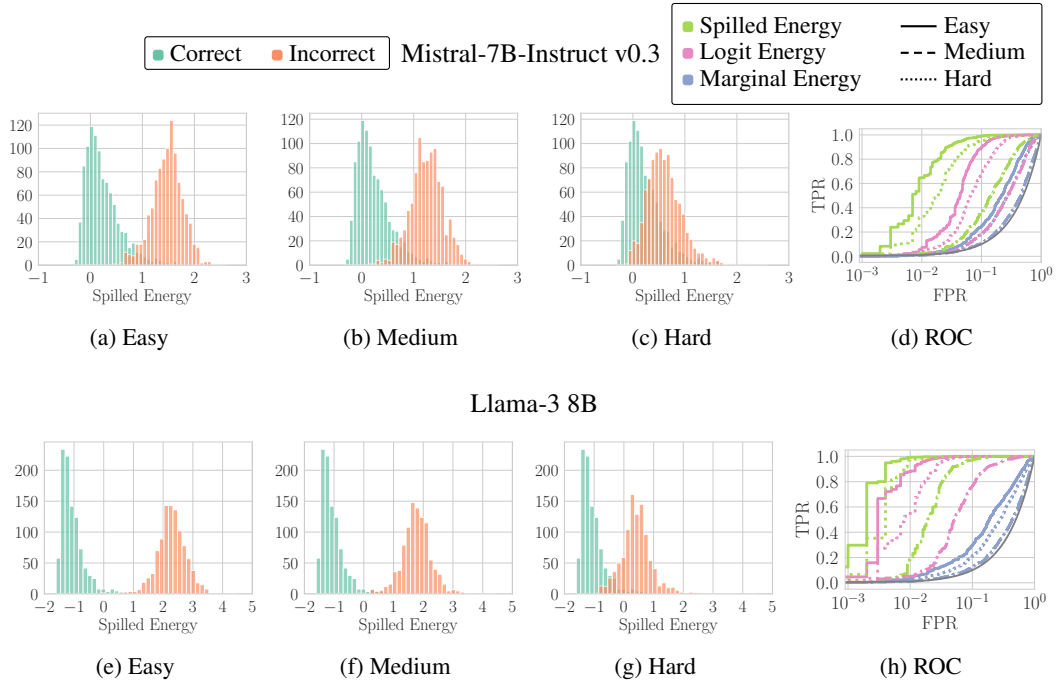 Correct Incorrect
Mistral-7B-Instruct v0.3
Spilled Energy Easy
Logit Energy Medium
Marginal Energy Hard
120
100
80
60
40
20
0
−1 0 1 2 3
Spilled Energy
(a) Easy
120
100
80
60
40
20
0
−1 0 1 2 3
Spilled Energy
(b) Medium
120
100
80
60
40
20
0
−1 0 1 2 3
Spilled Energy
(c) Hard
TPR
1.0
0.8
0.6
0.4
0.2
0.0
10⁻³ 10⁻² 10⁻¹ 10⁰
FPR
(d) ROC
Llama-3 8B
200
150
100
50
0
−2 −1 0 1 2 3 4 5
Spilled Energy
(e) Easy
200
150
100
50
0
−2 −1 0 1 2 3 4 5
Spilled Energy
(f) Medium
200
150
100
50
0
−2 −1 0 1 2 3 4 5
Spilled Energy
(g) Hard
TPR
1.0
0.8
0.6
0.4
0.2
0.0
10⁻³ 10⁻² 10⁻¹ 10⁰
FPR
(h) ROC